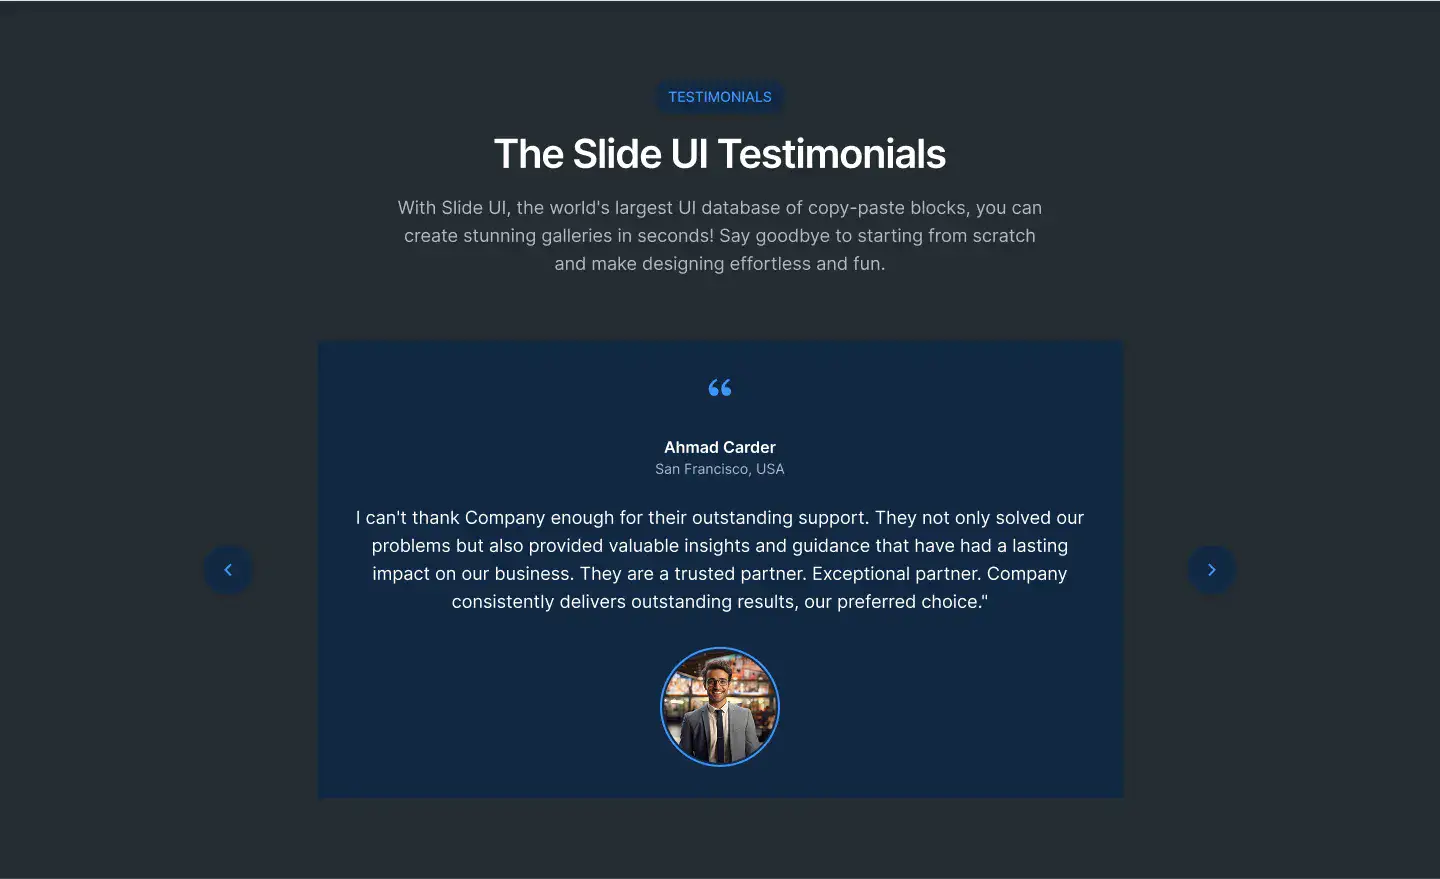 TESTIMONIALS
The Slide UI Testimonials
With Slide UI, the world's largest UI database of copy-paste blocks, you can
create stunning galleries in seconds! Say goodbye to starting from scratch
and make designing effortless and fun.
“
Ahmad Carder
San Francisco, USA
I can't thank Company enough for their outstanding support. They not only solved our
problems but also provided valuable insights and guidance that have had a lasting
impact on our business. They are a trusted partner. Exceptional partner. Company
consistently delivers outstanding results, our preferred choice."